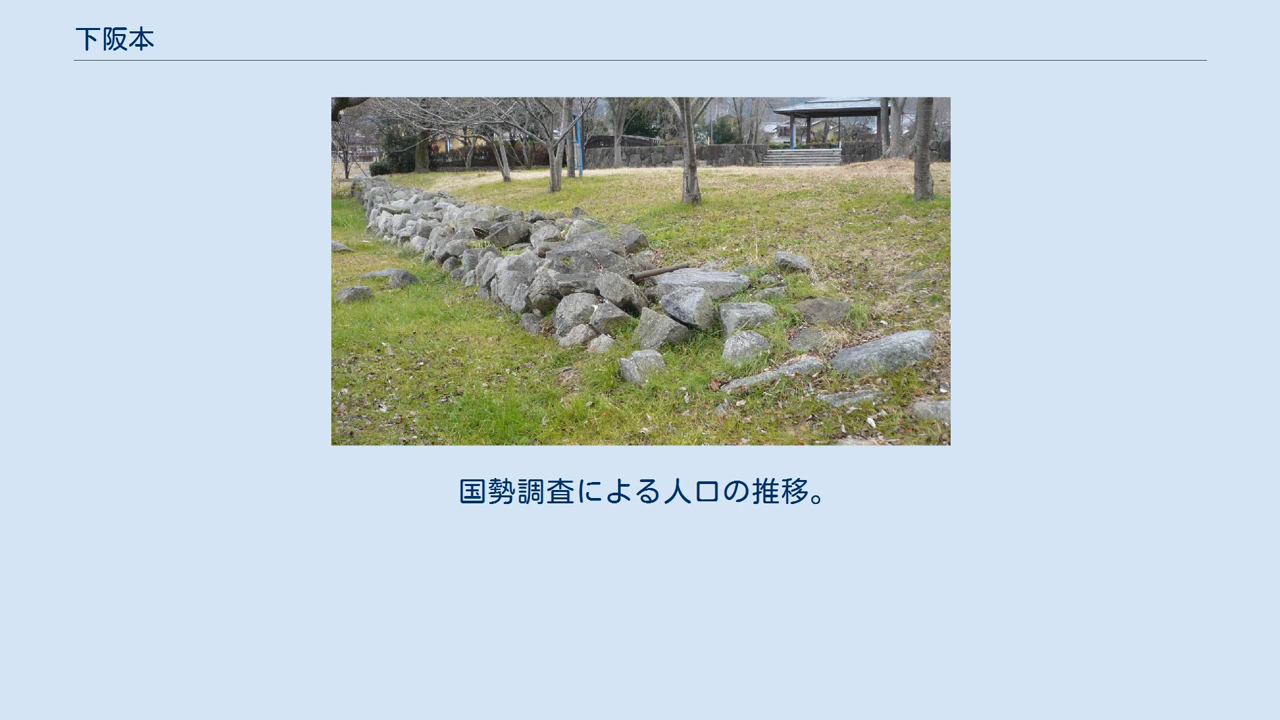 下阪本
国勢調査による人口の推移。